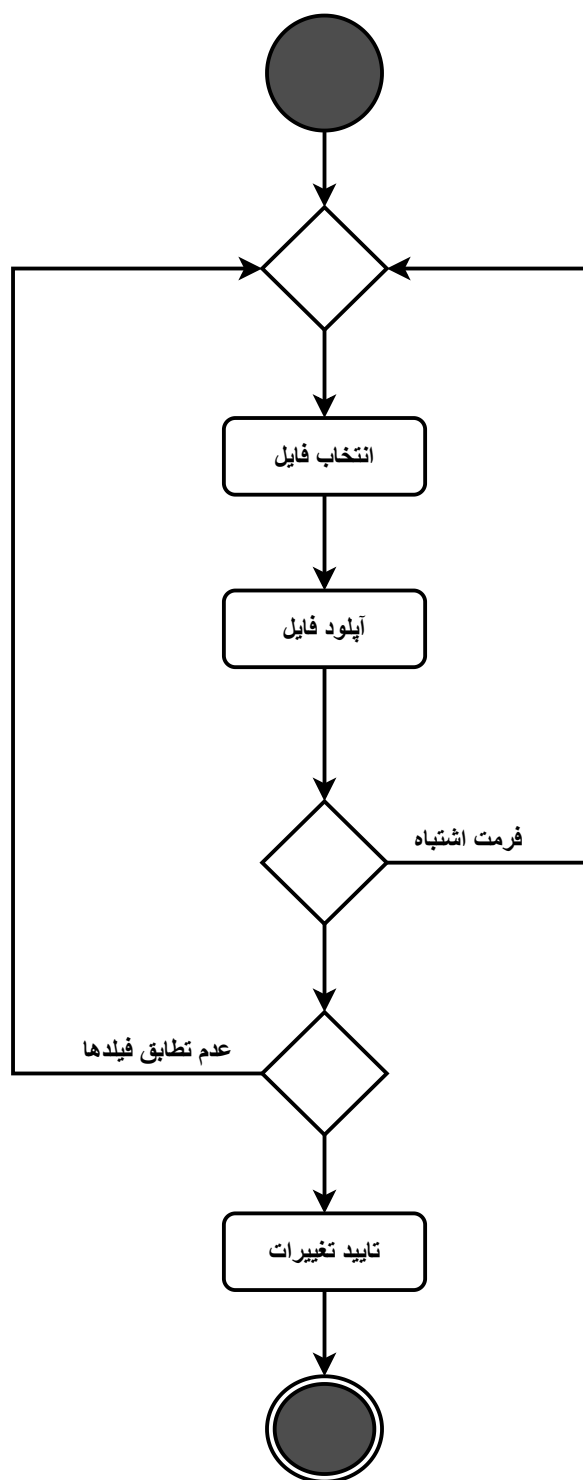 انتخاب فایل
آپلود فایل
فرمت اشتباه
عدم تطابق فیلدها
تایید تغییرات